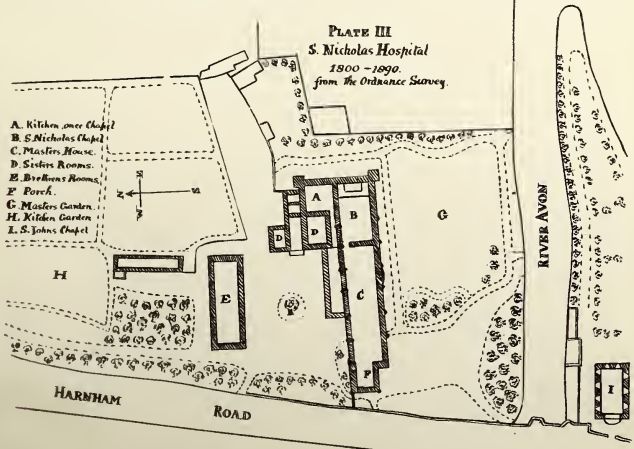 PLATE III
S. Nicholas Hospital
1800–1890.
from The Ordnance Survey.
A. Kitchen once Chapel
B. S. Nicholas Chapel
C. Masters House.
D. Sisters Rooms.
E. Brethrens Rooms
F Porch.
G. Masters Garden.
H. Kitchen Garden
I. S. Johns Chapel
N
S
W
A
B
D
D
C
E
F
G
H
I
RIVER AVON
HARNHAM ROAD